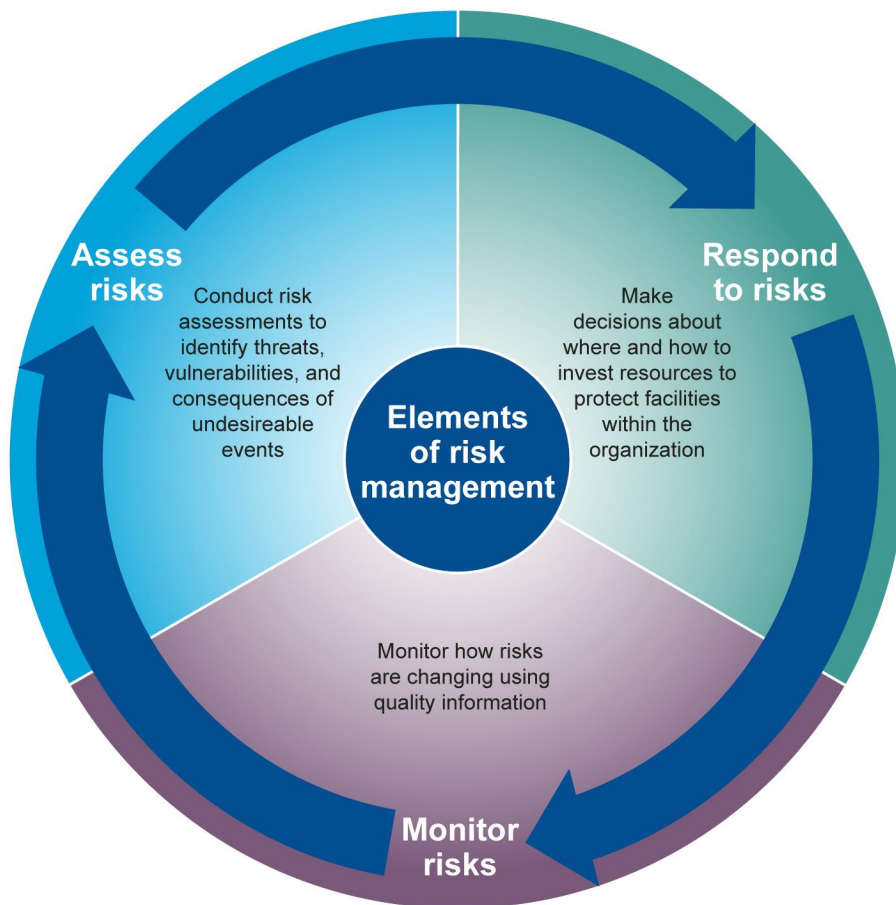 Assess
risks
Conduct risk
assessments to
identify threats,
vulnerabilities, and
consequences of
undesireable
events
Respond
to risks
Make
decisions about
where and how to
invest resources to
protect facilities
within the
organization
Elements
of risk
management
Monitor how risks
are changing using
quality information
Monitor
risks